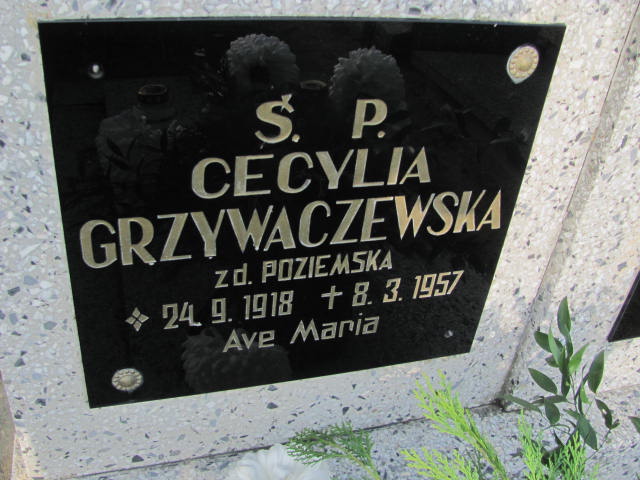 Ś. P.
CECYLIA
GRZYWACZEWSKA
zd. POZIEMSKA
24. 9. 1918 + 8. 3. 1957
Ave Maria